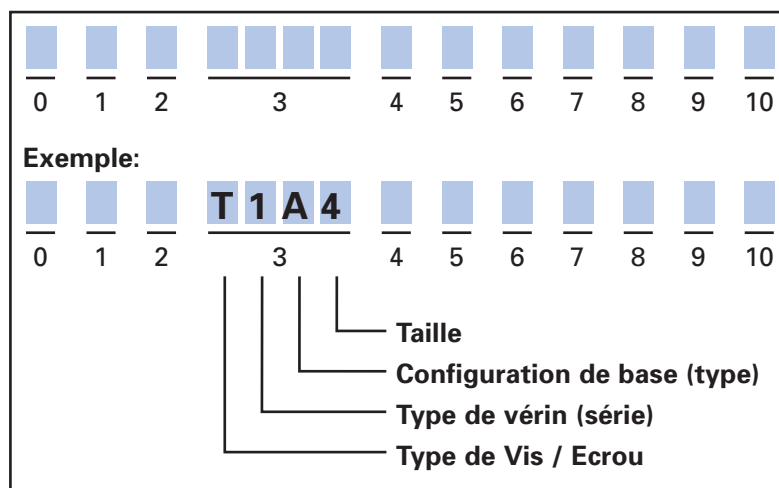 0 1 2 3 4 5 6 7 8 9 10
Exemple:
T 1 A 4
0 1 2 3 4 5 6 7 8 9 10
Taille
Configuration de base (type)
Type de vérin (série)
Type de Vis / Ecrou